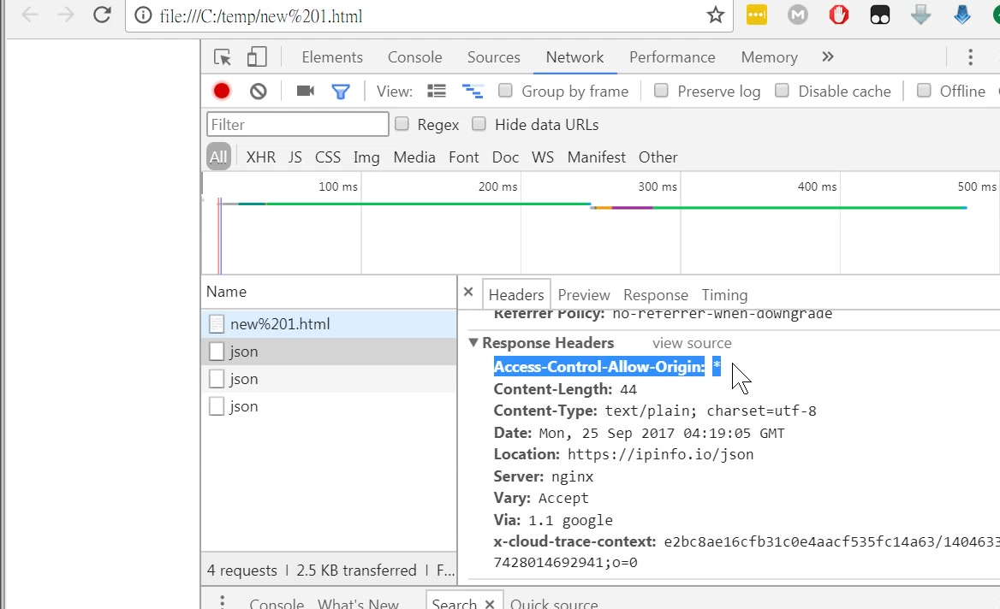 file:///C:/temp/new%201.html
Elements Console Sources Network Performance Memory »
View: Group by frame Preserve log Disable cache Offline
Filter Regex Hide data URLs
All XHR JS CSS Img Media Font Doc WS Manifest Other
100 ms 200 ms 300 ms 400 ms 500 ms
Name
× Headers Preview Response Timing
new%201.html
json
json
json
Referrer Policy: no-referrer-when-downgrade
▼ Response Headers view source
Access-Control-Allow-Origin: *
Content-Length: 44
Content-Type: text/plain; charset=utf-8
Date: Mon, 25 Sep 2017 04:19:05 GMT
Location: https://ipinfo.io/json
Server: nginx
Vary: Accept
Via: 1.1 google
x-cloud-trace-context: e2bc8ae16cfb31c0e4aacf535fc14a63/1404633
7428014692941;o=0
4 requests | 2.5 KB transferred | F...
Console What's New Search × Quick source